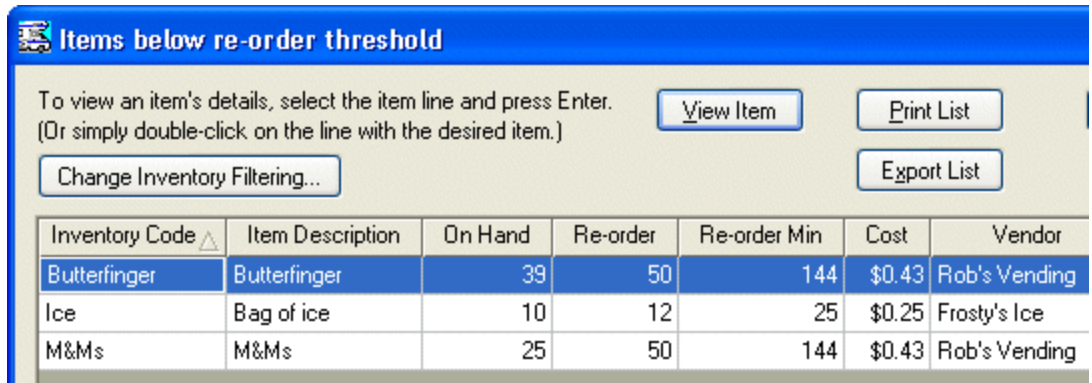 Items below re-order threshold
To view an item's details, select the item line and press Enter.
(Or simply double-click on the line with the desired item.)
View Item
Print List
Change Inventory Filtering...
Export List
Inventory Code Item Description On Hand Re-order Re-order Min Cost Vendor
Butterfinger Butterfinger 39 50 144 $0.43 Rob's Vending
Ice Bag of ice 10 12 25 $0.25 Frosty's Ice
M&Ms M&Ms 25 50 144 $0.43 Rob's Vending